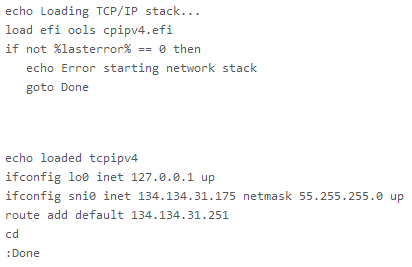 echo Loading TCP/IP stack...
load efi ools cpipv4.efi
if not %lasterror% == 0 then
echo Error starting network stack
goto Done
echo loaded tcpipv4
ifconfig lo0 inet 127.0.0.1 up
ifconfig sni0 inet 134.134.31.175 netmask 55.255.255.0 up
route add default 134.134.31.251
cd
:Done